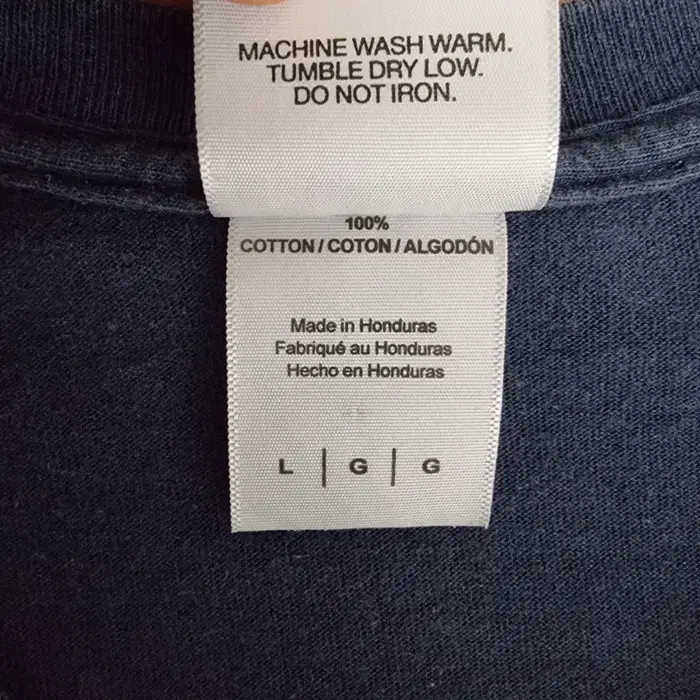 MACHINE WASH WARM.
TUMBLE DRY LOW.
DO NOT IRON.
100%
COTTON / COTON / ALGODÓN
Made in Honduras
Fabriqué au Honduras
Hecho en Honduras
L | G | G